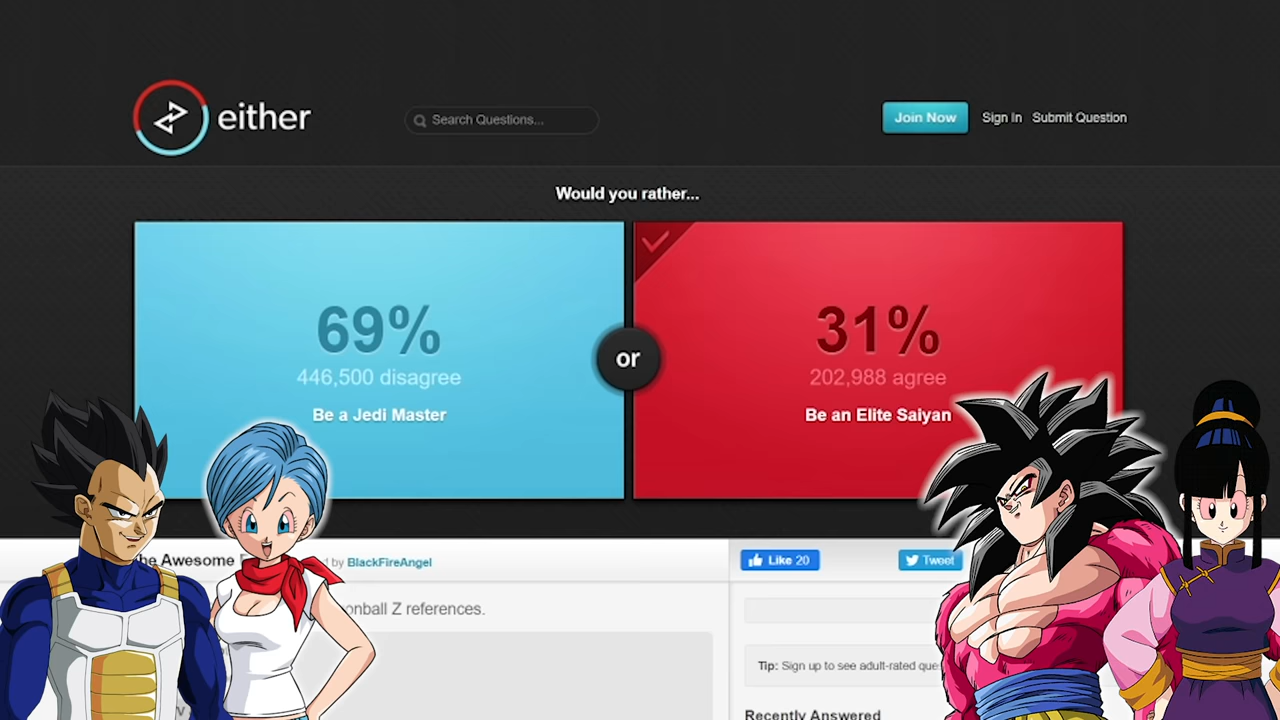 either
Search Questions...
Join Now
Sign In
Submit Question
Would you rather...
69%
446,500 disagree
Be a Jedi Master
or
31%
202,988 agree
Be an Elite Saiyan
Awesome
by BlackFireAngel
Like 20
Tweet
Z references.
Tip: Sign up to see adult-rated
Recently Answered